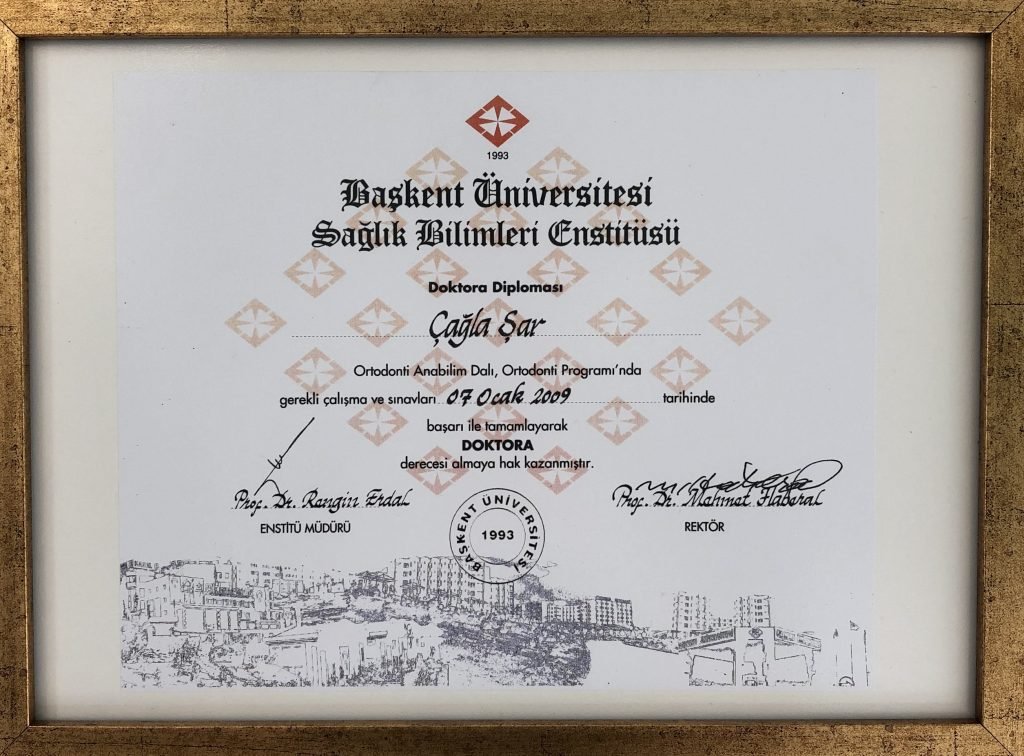 1993
Başkent Üniversitesi
Sağlık Bilimleri Enstitüsü
Doktora Diploması
Çağla Şar
Ortodonti Anabilim Dalı, Ortodonti Programı'nda
gerekli çalışma ve sınavları 07 Ocak 2009 tarihinde
başarı ile tamamlayarak
DOKTORA
derecesi almaya hak kazanmıştır.
Prof. Dr. Rengin Erdal
ENSTİTÜ MÜDÜRÜ
Prof. Dr. Mehmet Haberal
REKTÖR
BAŞKENT ÜNİVERSİTESİ
1993